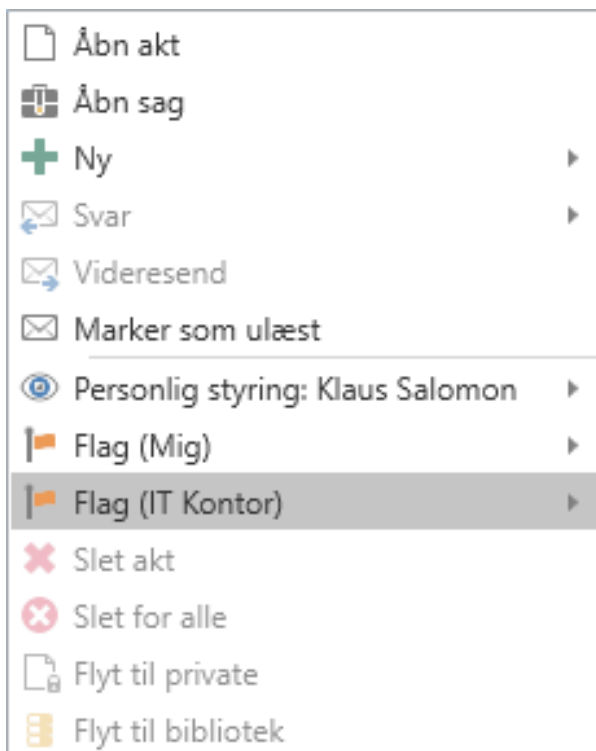 Åbn akt
Åbn sag
Ny
Svar
Videresend
Marker som ulæst
Personlig styring: Klaus Salomon
Flag (Mig)
Flag (IT Kontor)
Slet akt
Slet for alle
Flyt til private
Flyt til bibliotek